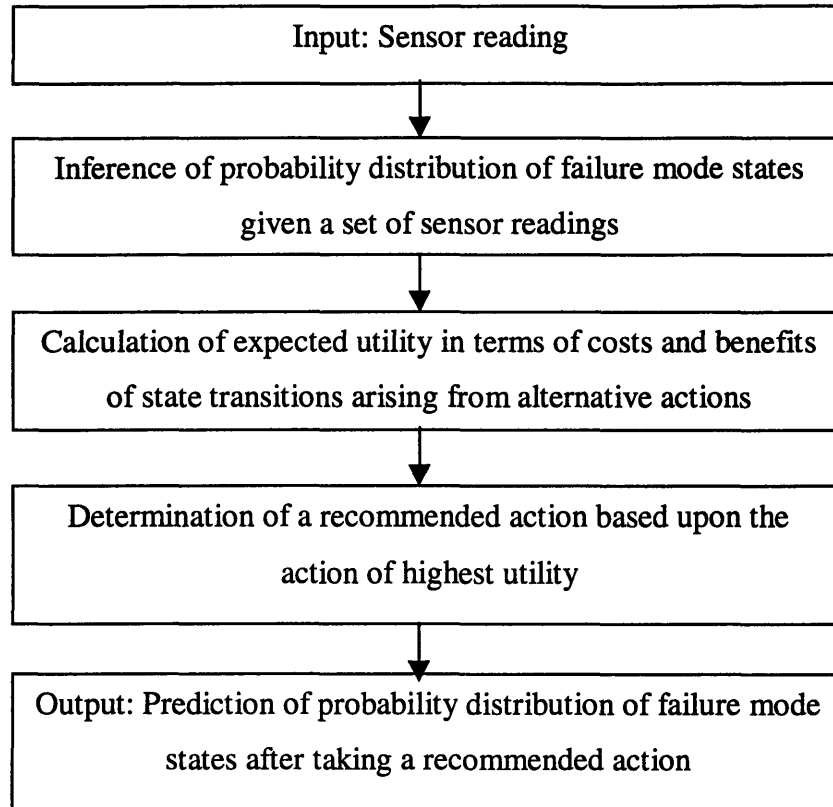 Input: Sensor reading
Inference of probability distribution of failure mode states
given a set of sensor readings
Calculation of expected utility in terms of costs and benefits
of state transitions arising from alternative actions
Determination of a recommended action based upon the
action of highest utility
Output: Prediction of probability distribution of failure mode
states after taking a recommended action